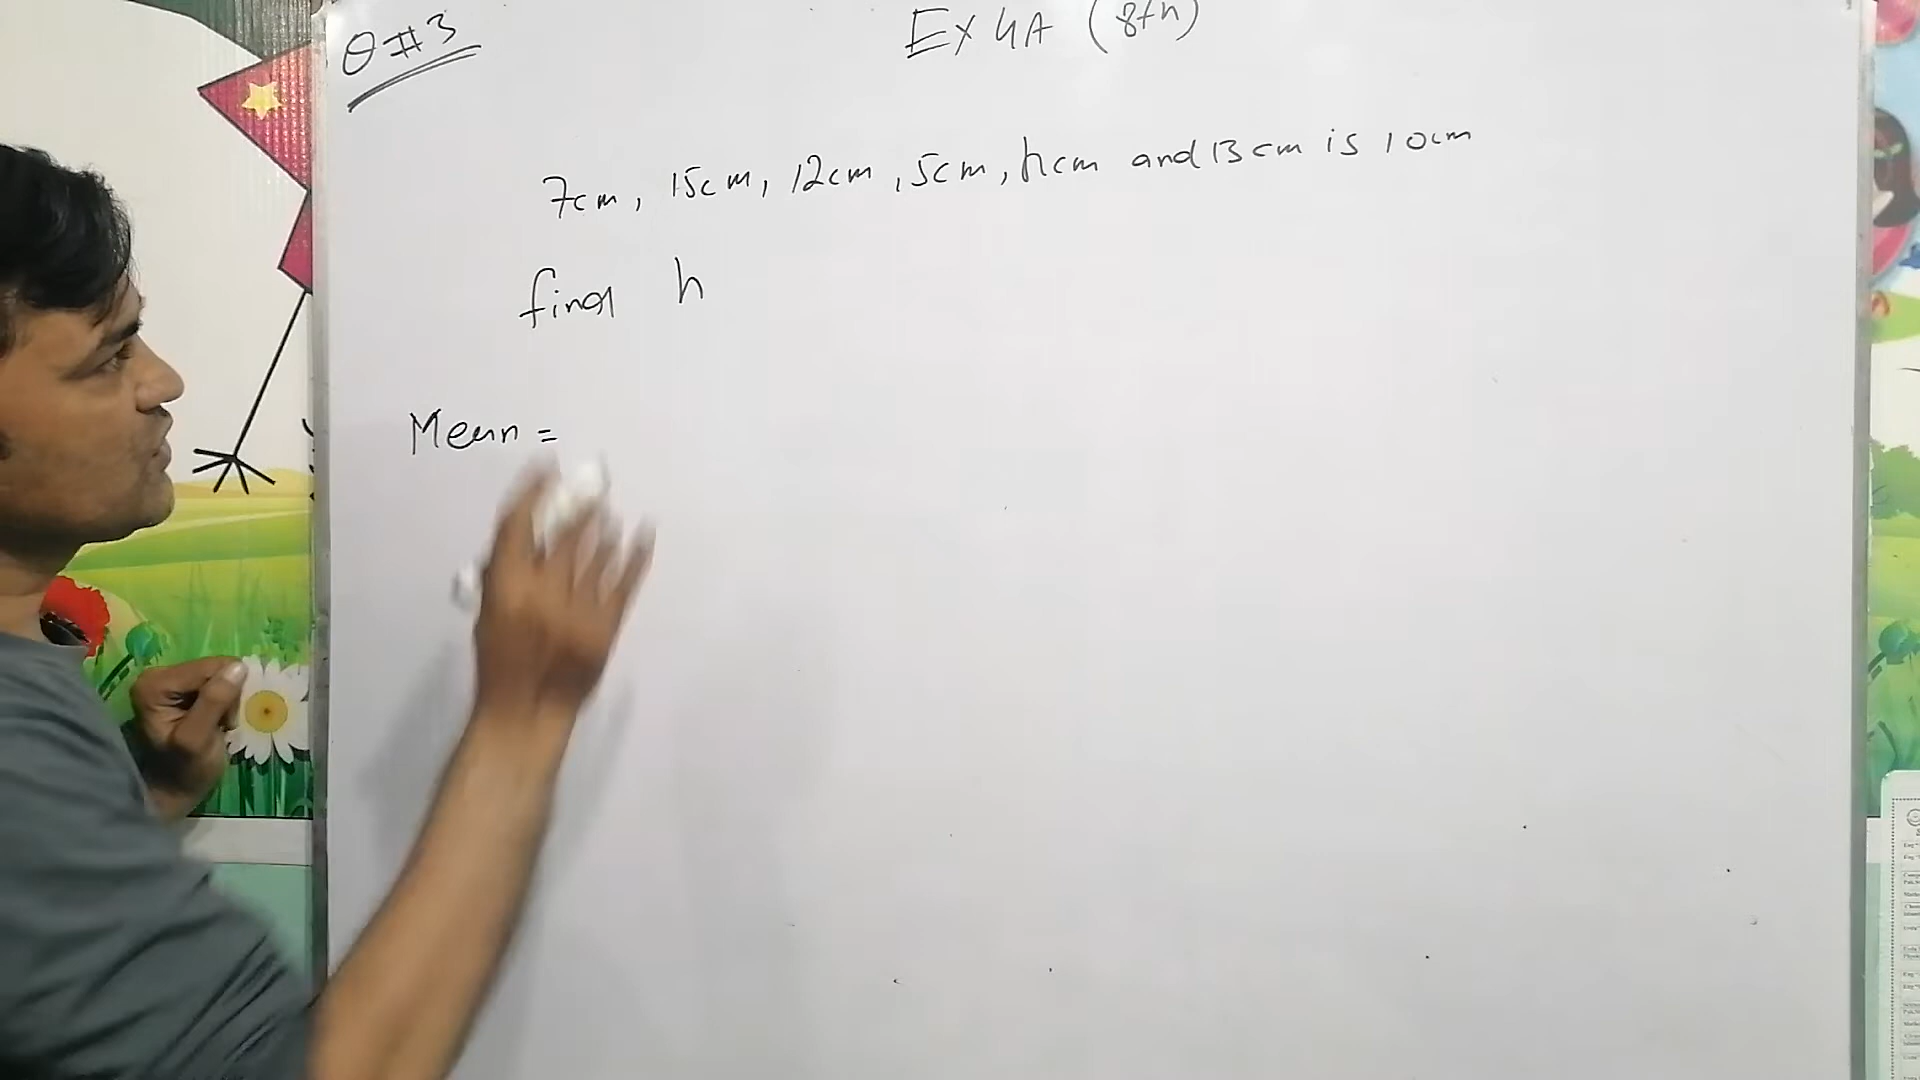 Q#3
Ex 4A (8th)
7cm, 15cm, 12cm, 5cm, hcm and 13cm is 10cm
find h
Mean =